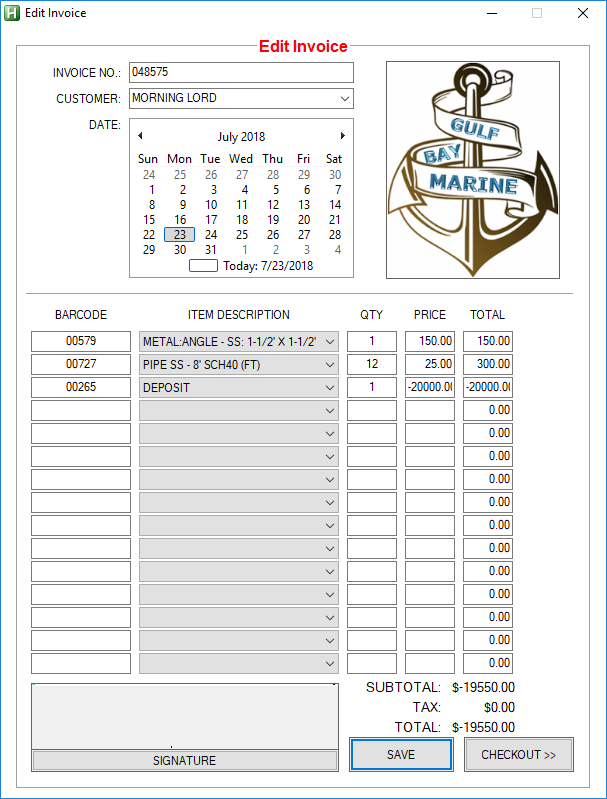 H Edit Invoice
Edit Invoice
INVOICE NO.: 048575
CUSTOMER: MORNING LORD
DATE:
July 2018
Sun Mon Tue Wed Thu Fri Sat
24 25 26 27 28 29 30
1 2 3 4 5 6 7
8 9 10 11 12 13 14
15 16 17 18 19 20 21
22 23 24 25 26 27 28
29 30 31 1 2 3 4
Today: 7/23/2018
GULF
BAY
MARINE
BARCODE ITEM DESCRIPTION QTY PRICE TOTAL
00579 METAL:ANGLE - SS: 1-1/2' X 1-1/2' 1 150.00 150.00
00727 PIPE SS - 8' SCH40 (FT) 12 25.00 300.00
00265 DEPOSIT 1 -20000.00 -20000.00
0.00
0.00
0.00
0.00
0.00
0.00
0.00
0.00
0.00
0.00
0.00
0.00
SUBTOTAL: $-19550.00
TAX: $0.00
TOTAL: $-19550.00
SIGNATURE
SAVE
CHECKOUT >>